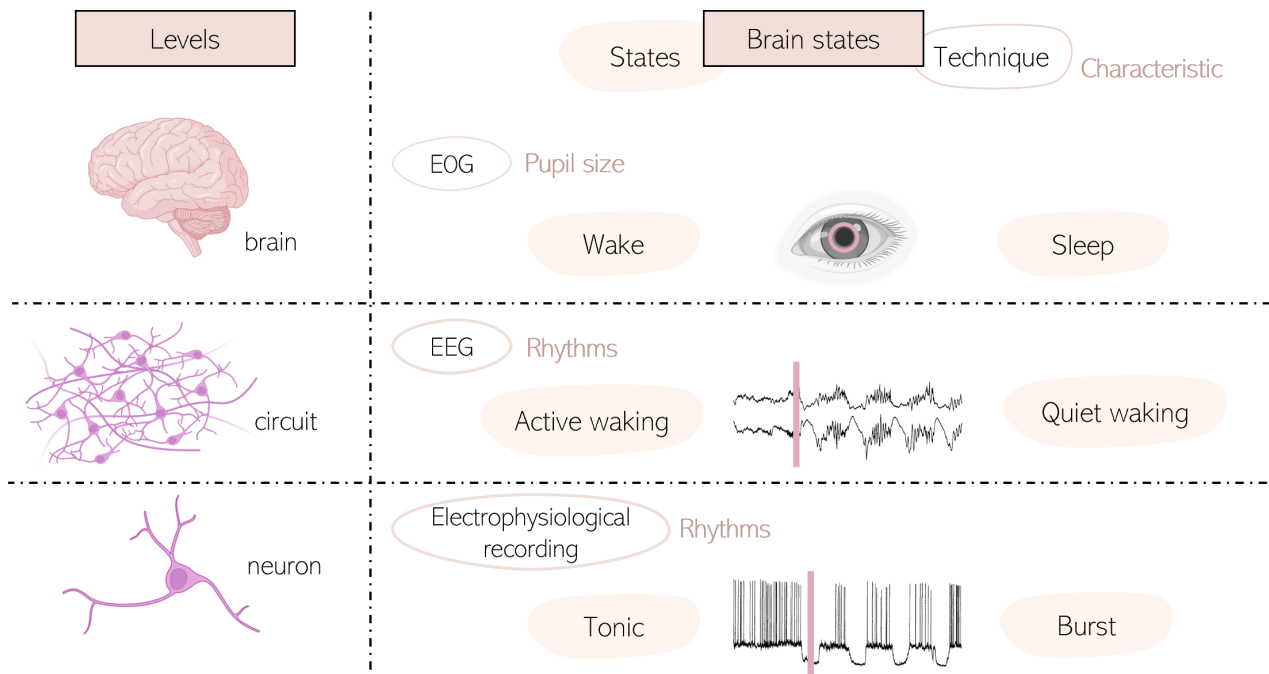 Levels
Brain states
States
Technique
Characteristic
brain
EOG
Pupil size
Wake
Sleep
circuit
EEG
Rhythms
Active waking
Quiet waking
neuron
Electrophysiological
recording
Rhythms
Tonic
Burst